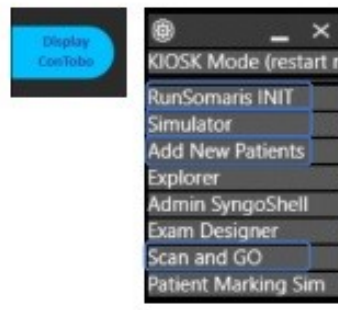 Display
ConTobo
KIOSK Mode (restart r
RunSomaris INIT
Simulator
Add New Patients
Explorer
Admin SyngoShell
Exam Designer
Scan and GO
Patient Marking Sim